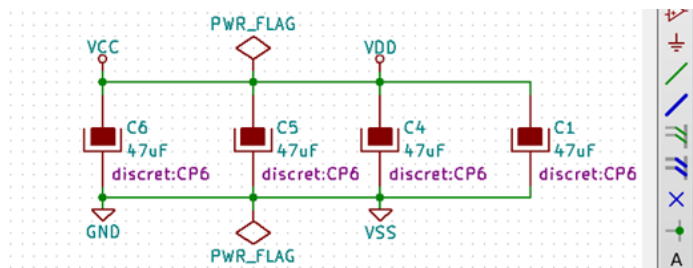 PWR_FLAG
VCC
VDD
C6
47uF
discret:CP6
C5
47uF
discret:CP6
C4
47uF
discret:CP6
C1
47uF
discret:CP6
GND
VSS
PWR_FLAG
A